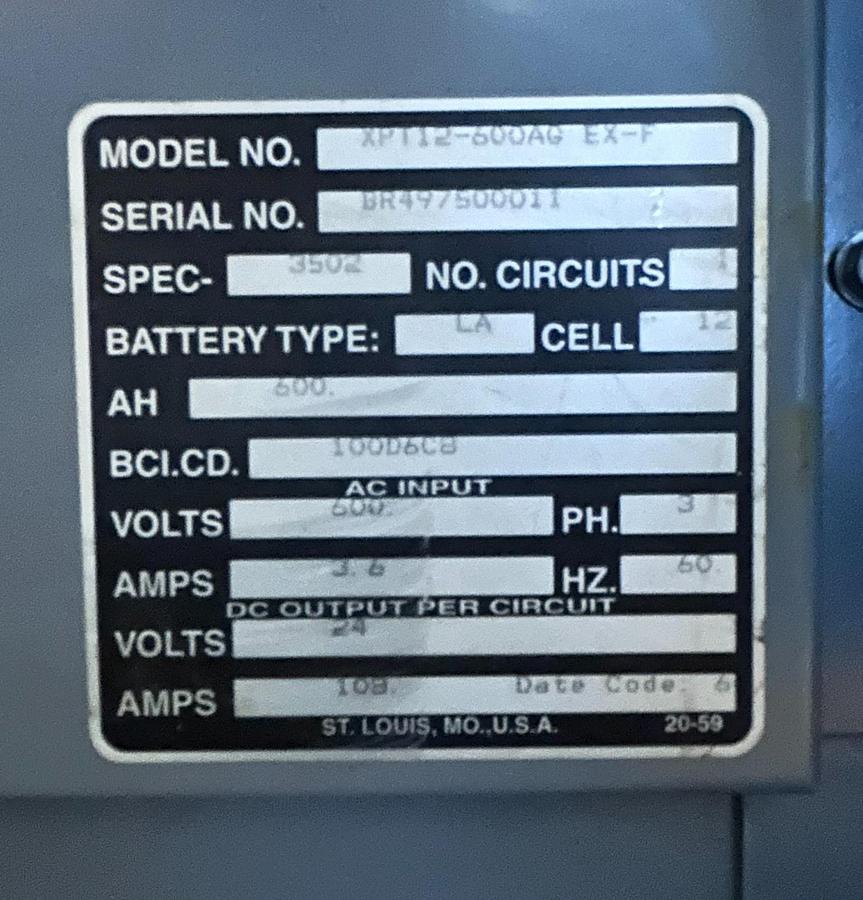 MODEL NO. XPT12-600AG EX-F
SERIAL NO.
SPEC- 3502 NO. CIRCUITS 1
BATTERY TYPE: LA CELL 12
AH 600.
BCI.CD. 100D6C8
AC INPUT
VOLTS 600. PH. 3
AMPS 3.6 HZ. 60.
DC OUTPUT PER CIRCUIT
VOLTS 24
AMPS 108. Date Code. 6
ST. LOUIS, MO.,U.S.A. 20-59